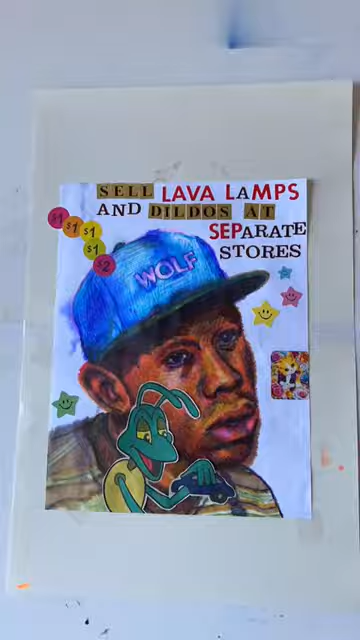 SELL LAVA LaMPS
AND DILDOS AT
SEPARATE
STORES
$1
$1
$1
$1
$2
WOLF